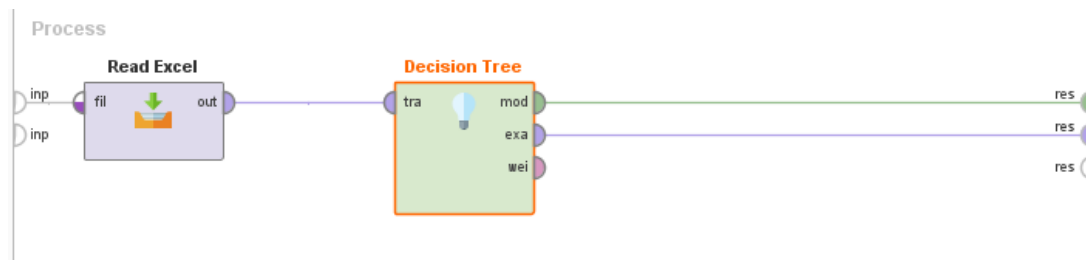 Process
Read Excel
Decision Tree
inp
fil
out
tra
mod
res
inp
exa
res
wei
res